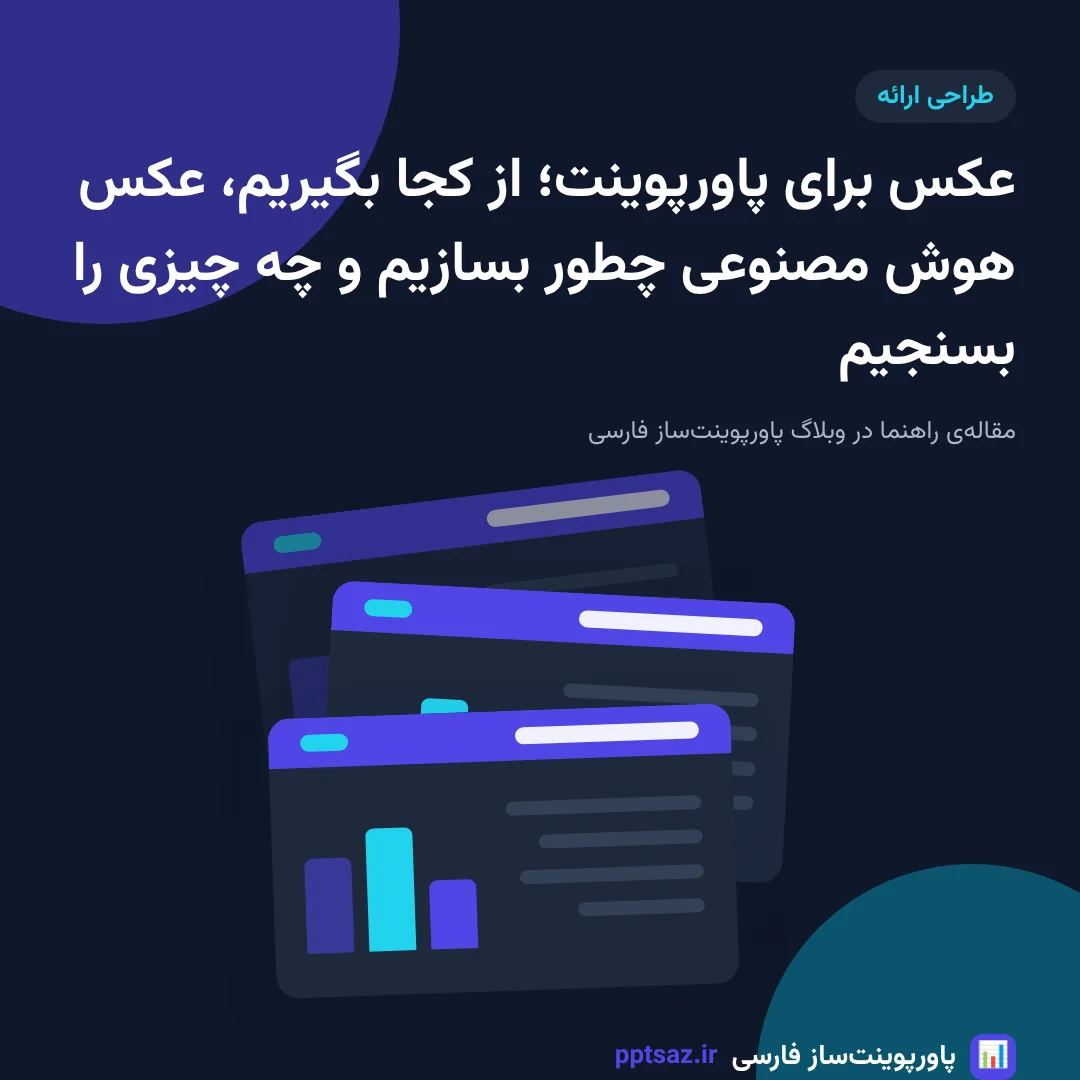 طراحی ارائه
عکس برای پاورپوینت؛ از کجا بگیریم، عکس
هوش مصنوعی چطور بسازیم و چه چیزی را
بسنجیم
مقاله‌ی راهنما در وبلاگ پاورپوینت‌ساز فارسی
پاورپوینت‌ساز فارسی pptsaz.ir